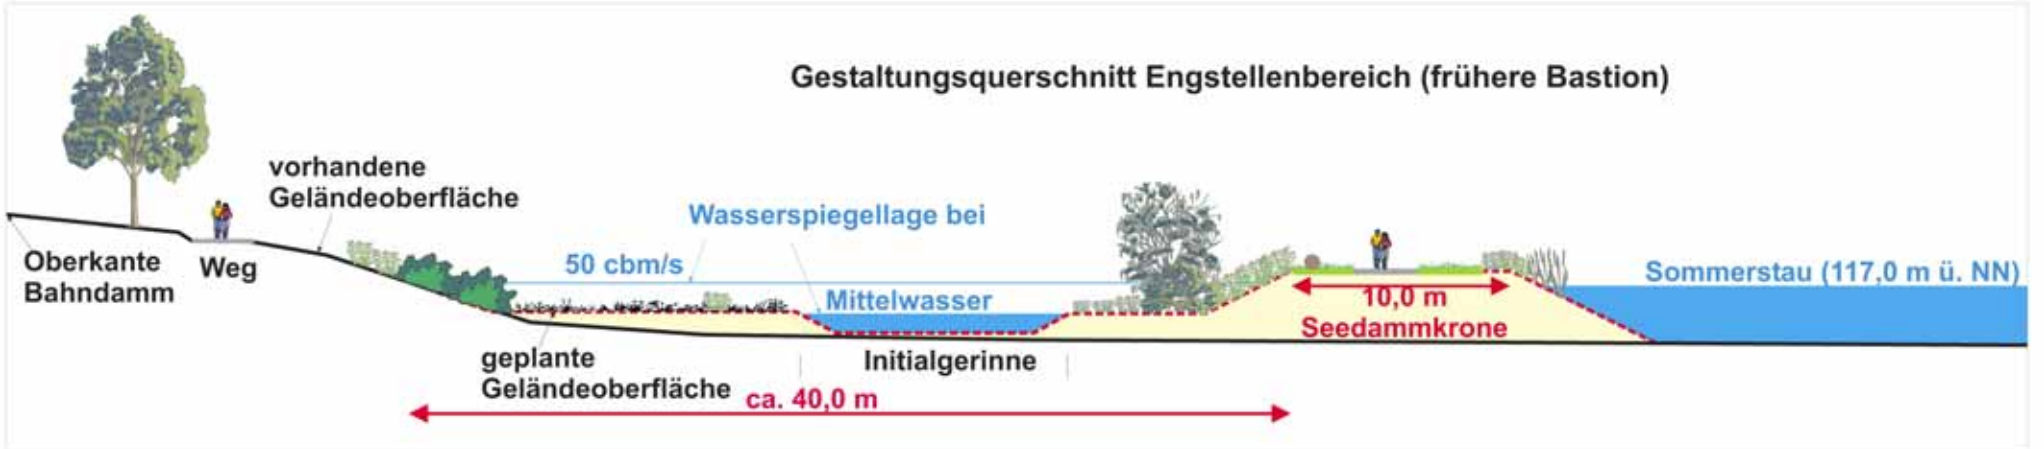 Gestaltungsquerschnitt Engstellenbereich (frühere Bastion)
vorhandene
Geländeoberfläche
Wasserspiegellage bei
Oberkante
Bahndamm
Weg
50 cbm/s
Mittelwasser
Sommerstau (117,0 m ü. NN)
10,0 m
Seedammkrone
geplante
Geländeoberfläche
Initialgerinne
ca. 40,0 m